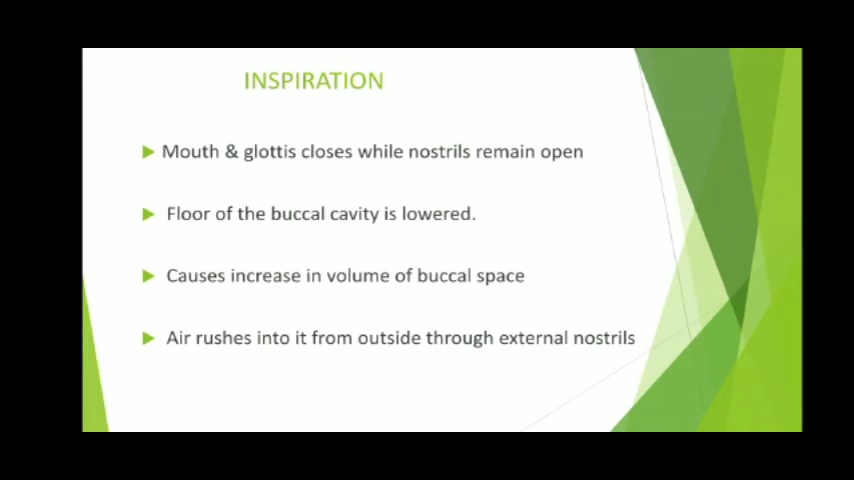 INSPIRATION
Mouth & glottis closes while nostrils remain open
Floor of the buccal cavity is lowered.
Causes increase in volume of buccal space
Air rushes into it from outside through external nostrils